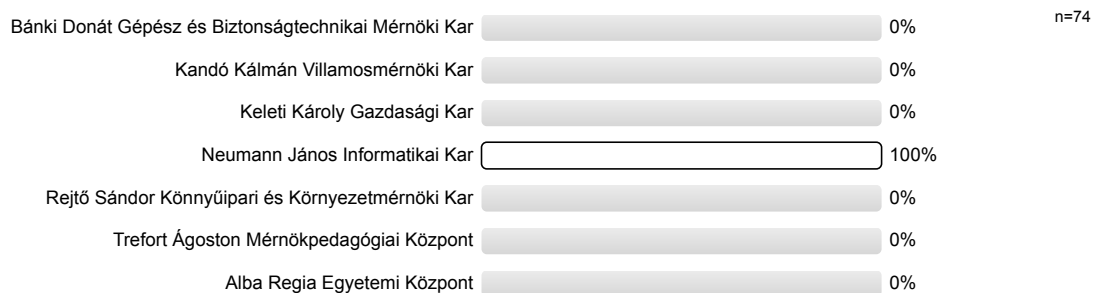 Bánki Donát Gépész és Biztonságtechnikai Mérnöki Kar 0% n=74
Kandó Kálmán Villamosmérnöki Kar 0%
Keleti Károly Gazdasági Kar 0%
Neumann János Informatikai Kar 100%
Rejtő Sándor Könnyűipari és Környezetmérnöki Kar 0%
Trefort Ágoston Mérnökpedagógiai Központ 0%
Alba Regia Egyetemi Központ 0%